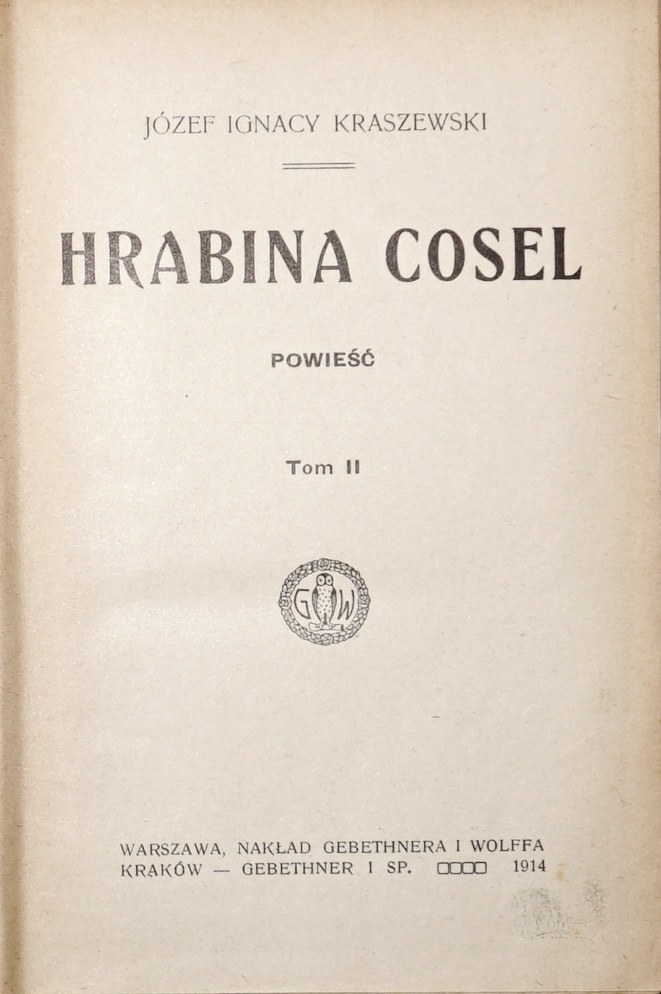 JÓZEF IGNACY KRASZEWSKI
HRABINA COSEL
POWIEŚĆ
Tom II
G W
WARSZAWA, NAKŁAD GEBETHNERA I WOLFFA
KRAKÓW — GEBETHNER I SP. □□□□ 1914